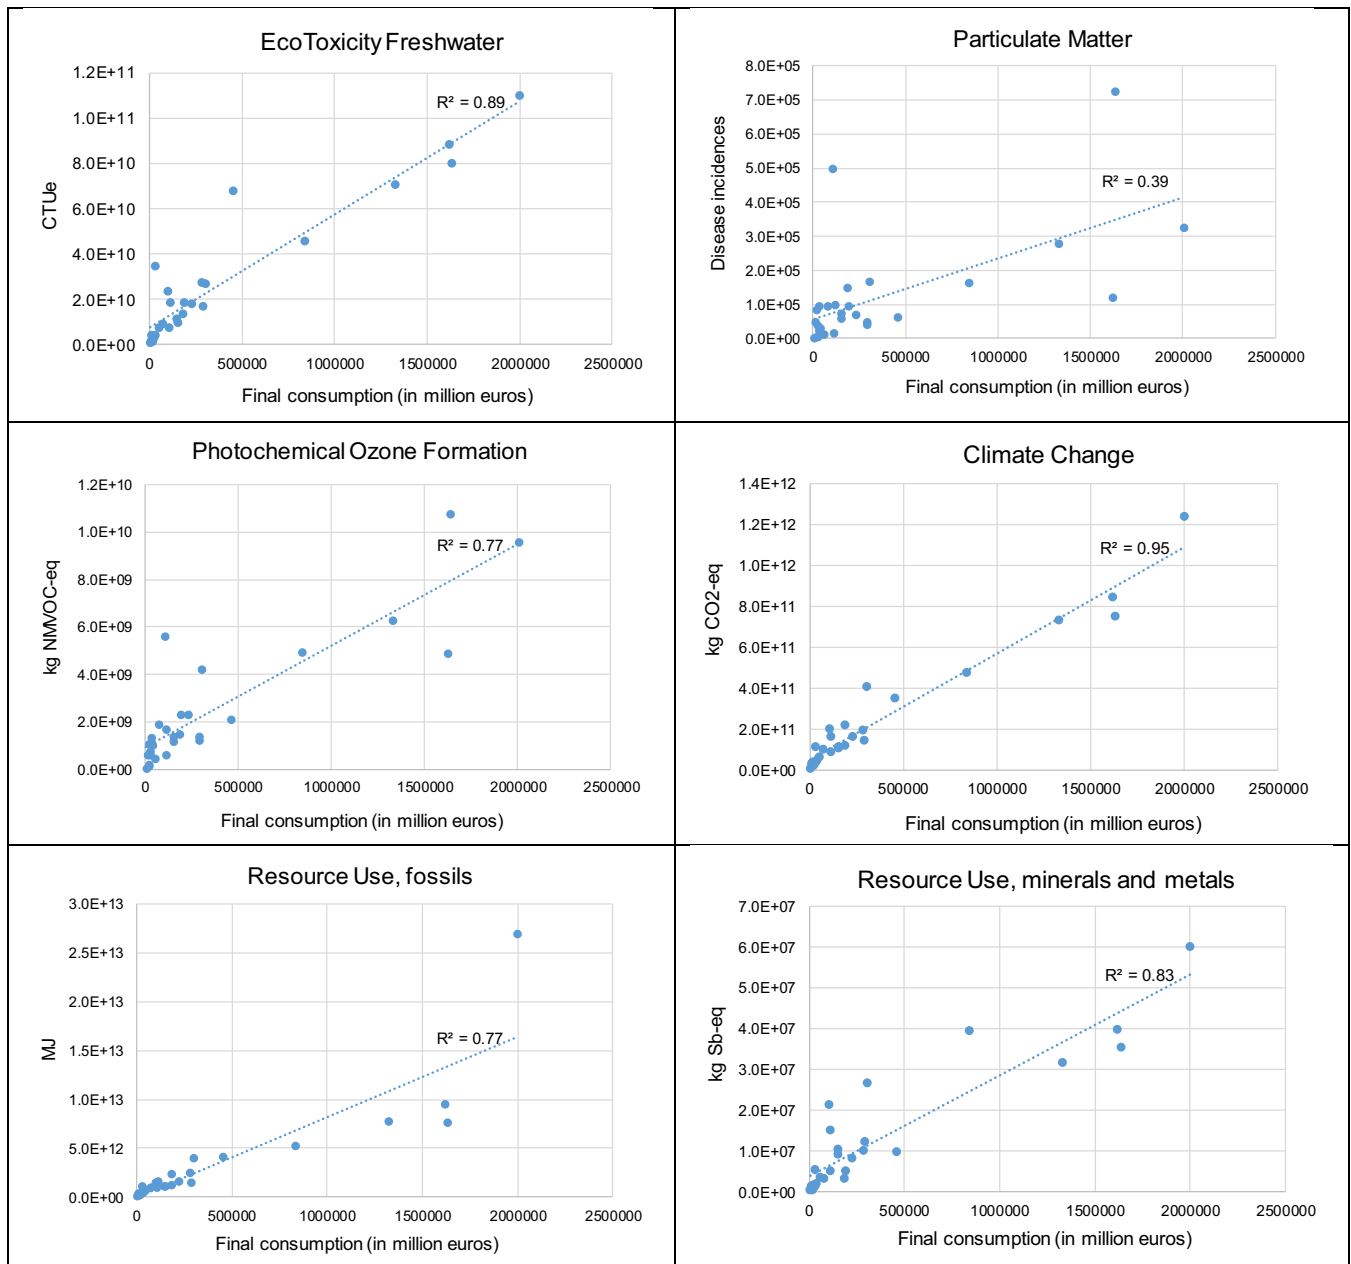 EcoToxicity Freshwater
1.2E+11
1.0E+11
8.0E+10
6.0E+10
4.0E+10
2.0E+10
0.0E+00
CTUe
R² = 0.89
0 500000 1000000 1500000 2000000 2500000
Final consumption (in million euros)
Particulate Matter
8.0E+05
7.0E+05
6.0E+05
5.0E+05
4.0E+05
3.0E+05
2.0E+05
1.0E+05
0.0E+00
Disease incidences
R² = 0.39
0 500000 1000000 1500000 2000000 2500000
Final consumption (in million euros)
Photochemical Ozone Formation
1.2E+10
1.0E+10
8.0E+09
6.0E+09
4.0E+09
2.0E+09
0.0E+00
kg NMVOC-eq
R² = 0.77
0 500000 1000000 1500000 2000000 2500000
Final consumption (in million euros)
Climate Change
1.4E+12
1.2E+12
1.0E+12
8.0E+11
6.0E+11
4.0E+11
2.0E+11
0.0E+00
kg CO2-eq
R² = 0.95
0 500000 1000000 1500000 2000000 2500000
Final consumption (in million euros)
Resource Use, fossils
3.0E+13
2.5E+13
2.0E+13
1.5E+13
1.0E+13
5.0E+12
0.0E+00
MJ
R² = 0.77
0 500000 1000000 1500000 2000000 2500000
Final consumption (in million euros)
Resource Use, minerals and metals
7.0E+07
6.0E+07
5.0E+07
4.0E+07
3.0E+07
2.0E+07
1.0E+07
0.0E+00
kg Sb-eq
R² = 0.83
0 500000 1000000 1500000 2000000 2500000
Final consumption (in million euros)